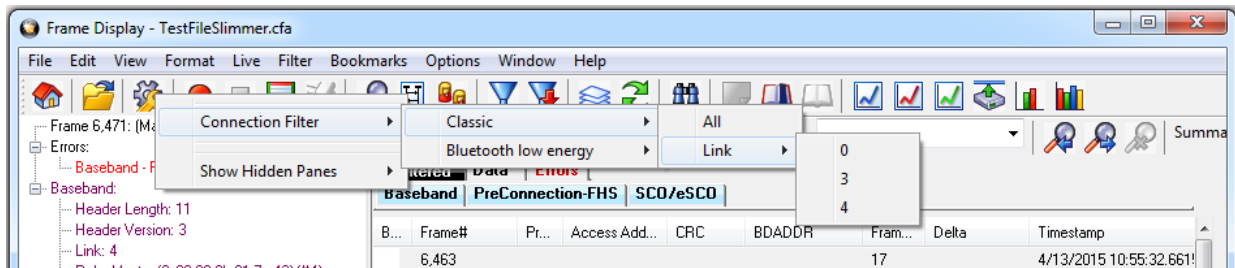 Frame Display - TestFileSlimmer.cfa
File Edit View Format Live Filter Bookmarks Options Window Help
Frame 6,471: (Ma
Connection Filter
Classic
All
Summa
Errors:
Bluetooth low energy
Link
0
Baseband - F
Show Hidden Panes
Data
Errors
3
Baseband:
Baseband PreConnection-FHS SCO/eSCO
4
Header Length: 11
Header Version: 3
B... Frame# Pr... Access Add... CRC BDADDR Fram... Delta Timestamp
Link: 4
6,463 17 4/13/2015 10:55:32.661